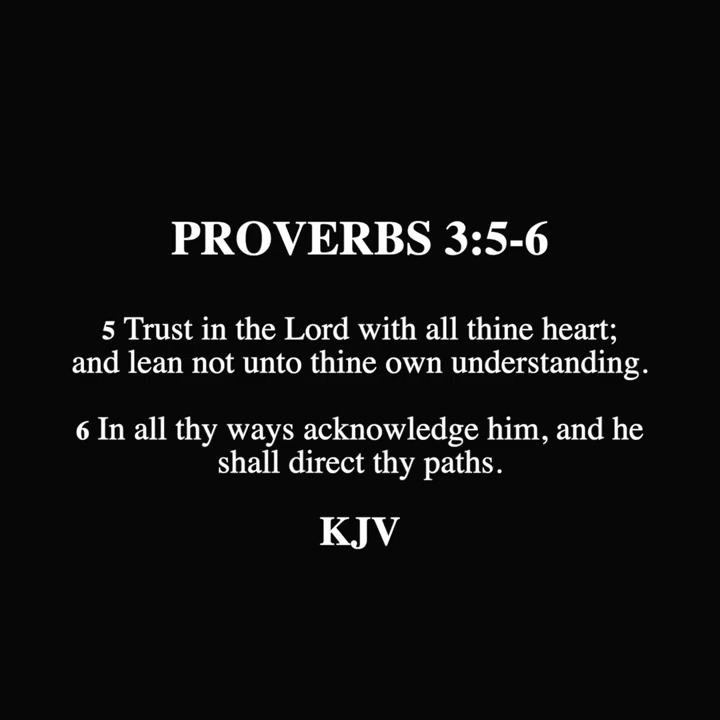 PROVERBS 3:5-6
5 Trust in the Lord with all thine heart;
and lean not unto thine own understanding.
6 In all thy ways acknowledge him, and he
shall direct thy paths.
KJV